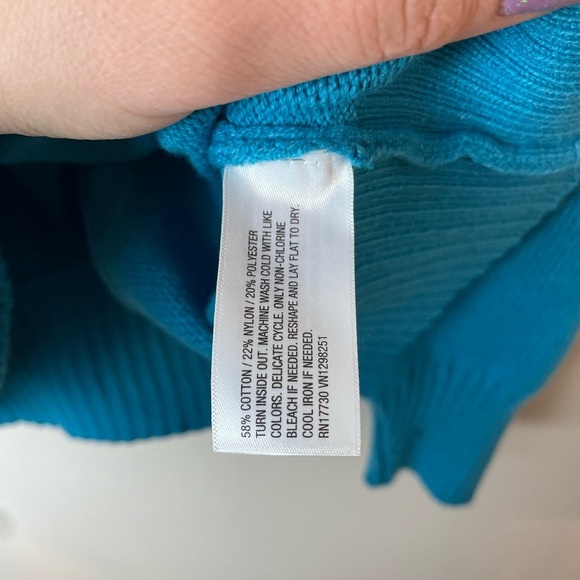 58% COTTON / 22% NYLON / 20% POLYESTER
TURN INSIDE OUT. MACHINE WASH COLD WITH LIKE
COLORS. DELICATE CYCLE. ONLY NON-CHLORINE
BLEACH IF NEEDED. RESHAPE AND LAY FLAT TO DRY.
COOL IRON IF NEEDED.
RN17730 VN1298251